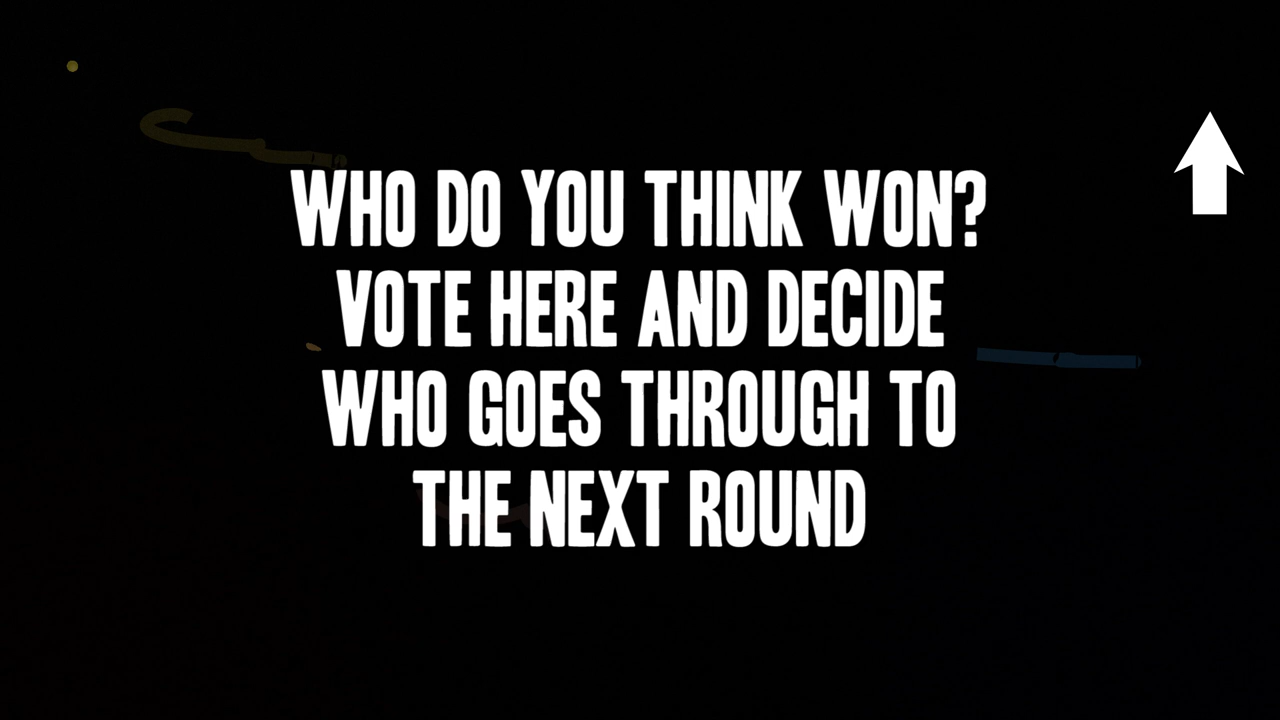 WHO DO YOU THINK WON?
VOTE HERE AND DECIDE
WHO GOES THROUGH TO
THE NEXT ROUND